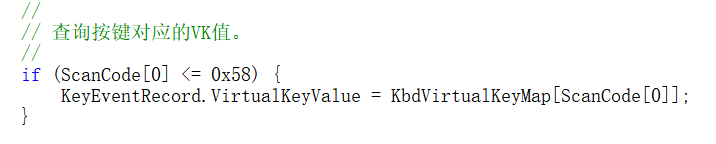 //
// 查询按键对应的VK值。
//
if (ScanCode[0] <= 0x58) {
    KeyEventRecord.VirtualKeyValue = KbdVirtualKeyMap[ScanCode[0]];
}